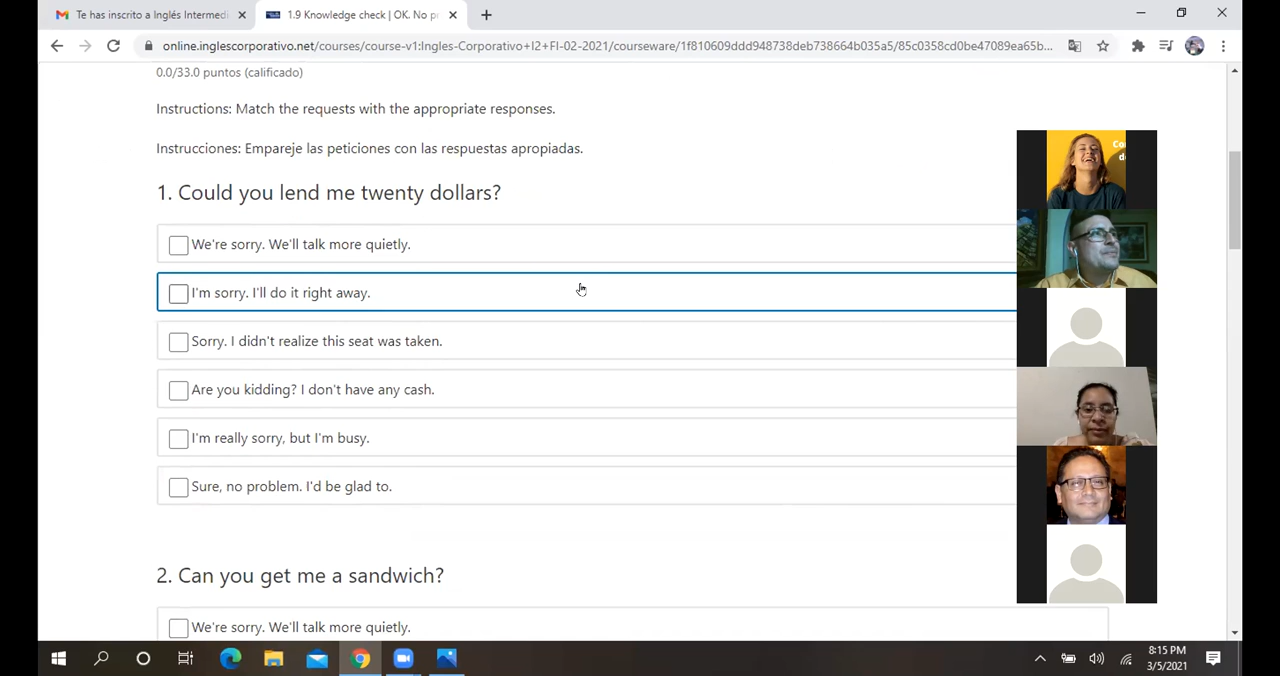 Te has inscrito a Inglés Intermedi
1.9 Knowledge check | OK. No pr
online.inglescorporativo.net/courses/course-v1:Ingles-Corporativo+I2+FI-02-2021/courseware/1f810609ddd948738deb738664b035a5/85c0358cd0be47089ea65b...
0.0/33.0 puntos (calificado)
Instructions: Match the requests with the appropriate responses.
Instrucciones: Empareje las peticiones con las respuestas apropiadas.
1. Could you lend me twenty dollars?
We're sorry. We'll talk more quietly.
I'm sorry. I'll do it right away.
Sorry. I didn't realize this seat was taken.
Are you kidding? I don't have any cash.
I'm really sorry, but I'm busy.
Sure, no problem. I'd be glad to.
2. Can you get me a sandwich?
We're sorry. We'll talk more quietly.
8:15 PM
3/5/2021